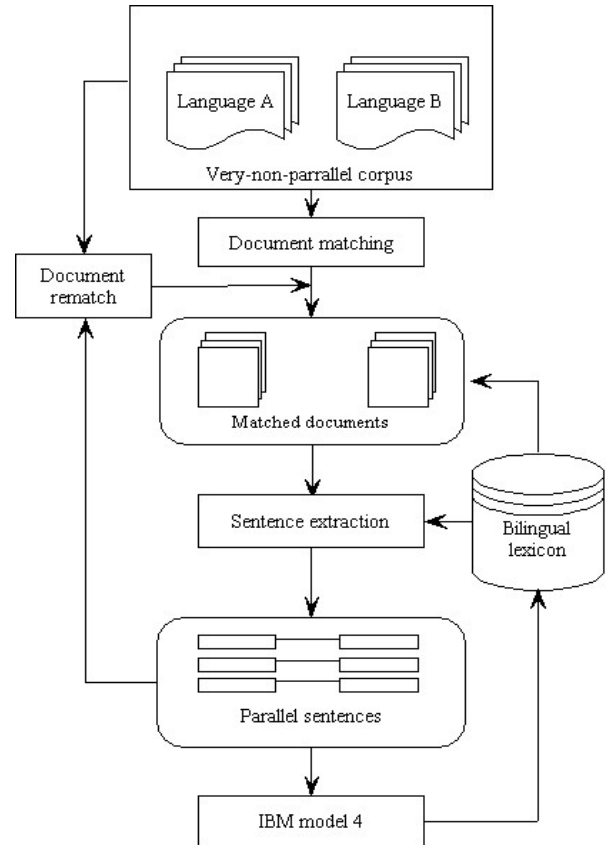 Language A
Language B
Very-non-parrallel corpus
Document matching
Document
rematch
Matched documents
Sentence extraction
Bilingual
lexicon
Parallel sentences
IBM model 4